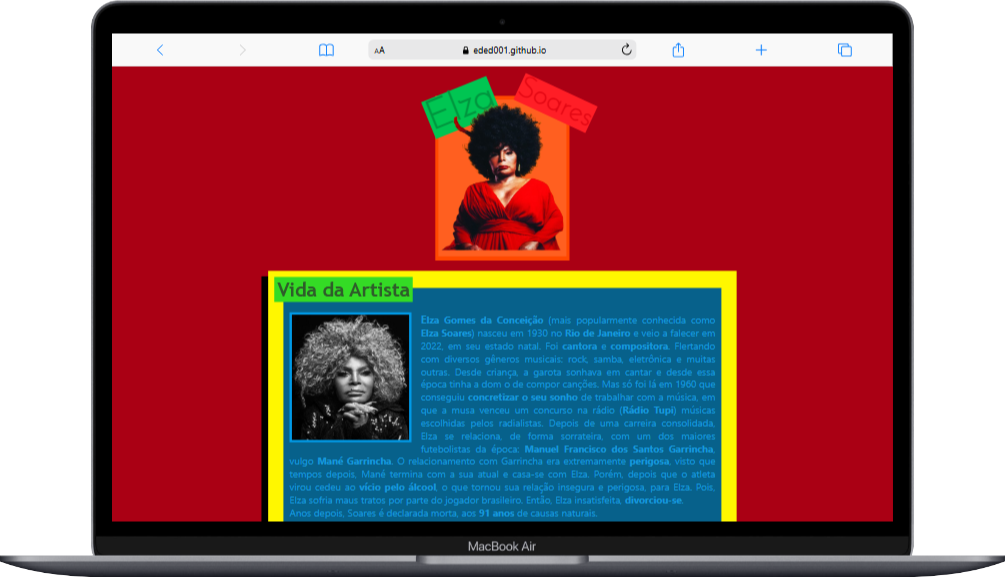 AA eded001.github.io
Elza Soares
Vida da Artista
Elza Gomes da Conceição (mais popularmente conhecida como
Elza Soares) nasceu em 1930 no Rio de Janeiro e veio a falecer em
2022, em seu estado natal. Foi cantora e compositora. Flertando
com diversos gêneros musicais: rock, samba, eletrônica e muitas
outras. Desde criança, a garota sonhava em cantar e desde essa
época tinha a dom o de compor canções. Mas só foi lá em 1960 que
conseguiu concretizar o seu sonho de trabalhar com a música, em
que a musa venceu um concurso na rádio (Rádio Tupi) músicas
escolhidas pelos radialistas. Depois de uma carreira consolidada,
Elza se relaciona, de forma sorrateira, com um dos maiores
futebolistas da época: Manuel Francisco dos Santos Garrincha,
vulgo Mané Garrincha. O relacionamento com Garrincha era extremamente perigosa, visto que
tempos depois, Mané termina com a sua atual e casa-se com Elza. Porém, depois que o atleta
virou cedeu ao vício pelo álcool, o que tornou sua relação insegura e perigosa, para Elza. Pois,
Elza sofria maus tratos por parte do jogador brasileiro. Então, Elza insatisfeita, divorciou-se.
Anos depois, Soares é declarada morta, aos 91 anos de causas naturais.
MacBook Air